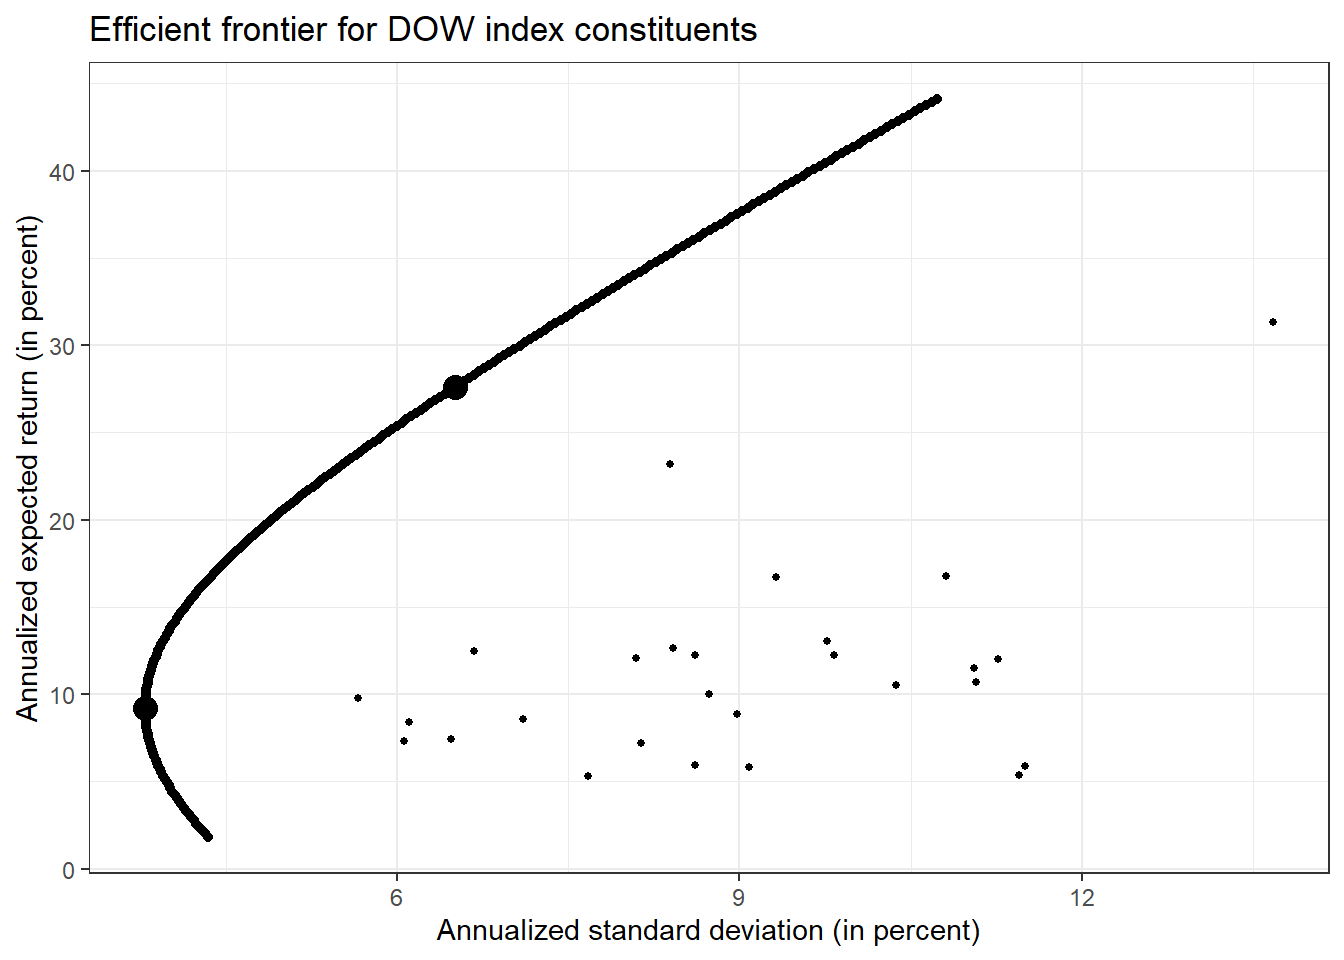 Efficient frontier for DOW index constituents
Annualized expected return (in percent)
40
30
20
10
0
6
9
12
Annualized standard deviation (in percent)